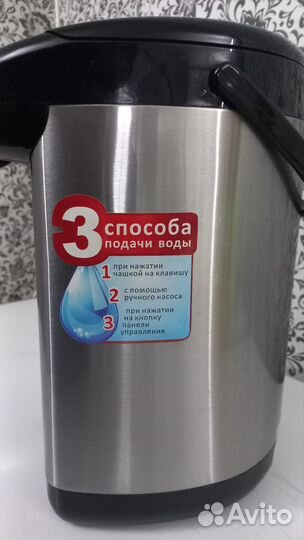 3 СПОСОБА
ПОДАЧИ ВОДЫ
1 при нажатии
чашкой на клавишу
2 с помощью
ручного насоса
3 при нажатии
на кнопку
панели
управления
Avito